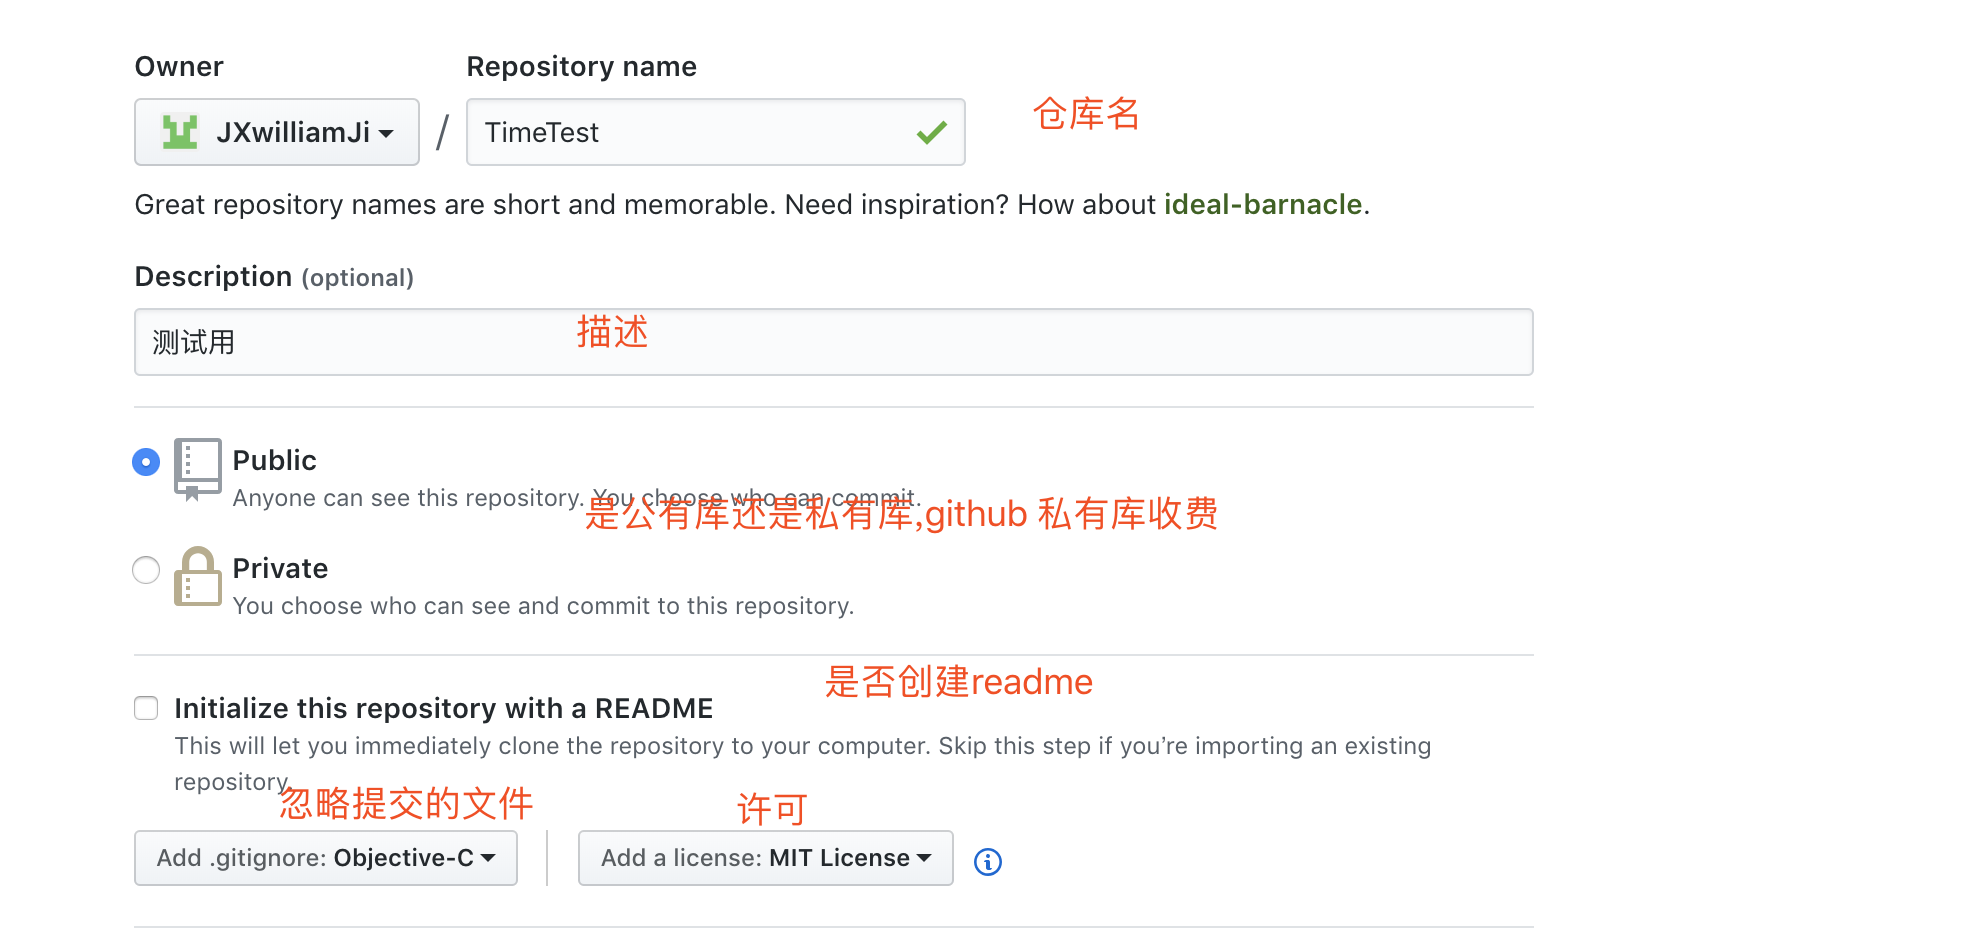 Owner
Repository name
JXwilliamJi / TimeTest
仓库名
Great repository names are short and memorable. Need inspiration? How about ideal-barnacle.
Description (optional)
测试用
描述
Public
Anyone can see this repository. You choose who can commit.
是公有库还是私有库,github 私有库收费
Private
You choose who can see and commit to this repository.
是否创建readme
Initialize this repository with a README
This will let you immediately clone the repository to your computer. Skip this step if you’re importing an existing
repository.
忽略提交的文件
许可
Add .gitignore: Objective-C
Add a license: MIT License